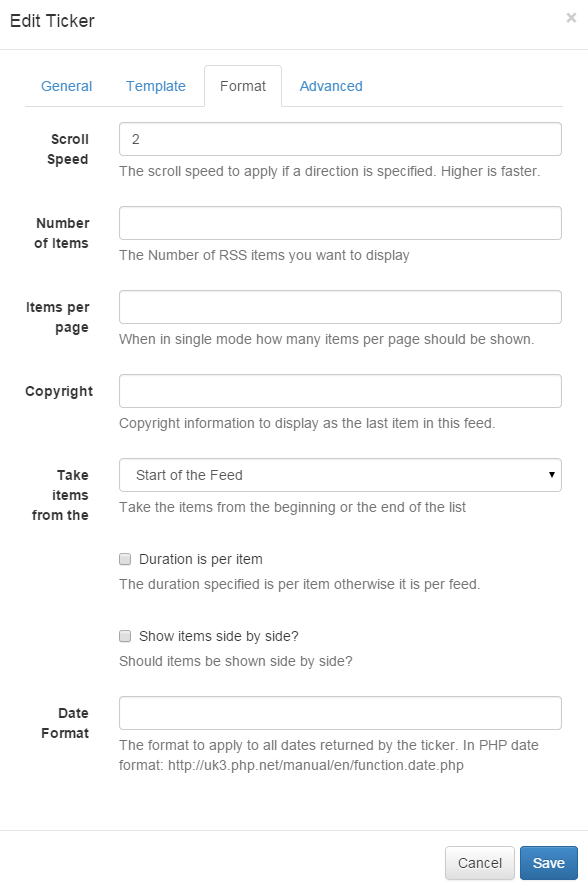 Edit Ticker ×
General Template Format Advanced
Scroll
Speed
2
The scroll speed to apply if a direction is specified. Higher is faster.
Number
of Items
The Number of RSS items you want to display
Items per
page
When in single mode how many items per page should be shown.
Copyright
Copyright information to display as the last item in this feed.
Take
items
from the
Start of the Feed
Take the items from the beginning or the end of the list
Duration is per item
The duration specified is per item otherwise it is per feed.
Show items side by side?
Should items be shown side by side?
Date
Format
The format to apply to all dates returned by the ticker. In PHP date
format: http://uk3.php.net/manual/en/function.date.php
Cancel Save